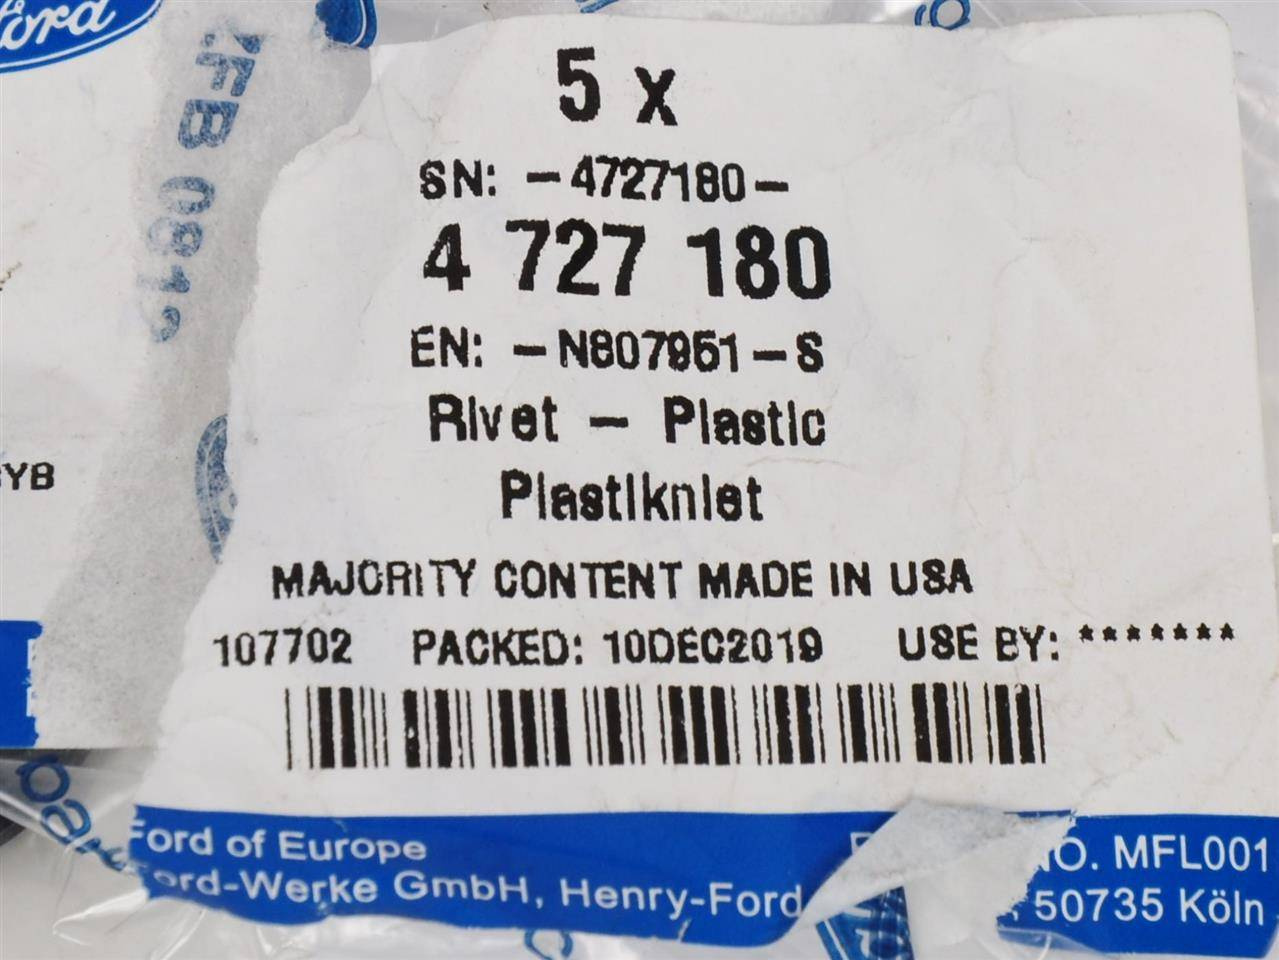 Ford
5 x
SN: -4727180-
4 727 180
EN: -N807951-S
Rivet - Plastic
Plastikniet
MAJORITY CONTENT MADE IN USA
107702 PACKED: 10DEC2019 USE BY: *******
Ford of Europe
Ford-Werke GmbH, Henry-Ford
NO. MFL001
, 50735 Köln